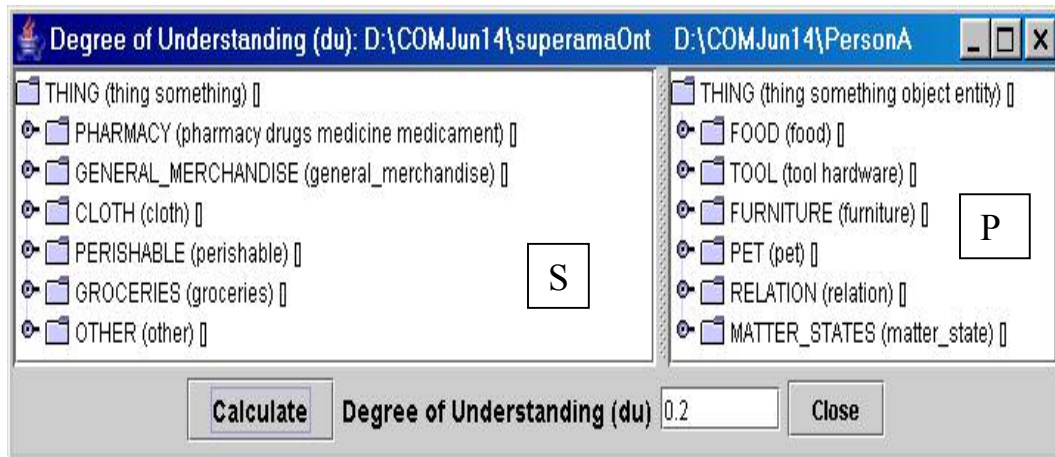 Degree of Understanding (du): D:\COMJun14\superamaOnt D:\COMJun14\PersonA
THING (thing something) []
PHARMACY (pharmacy drugs medicine medicament) []
GENERAL_MERCHANDISE (general_merchandise) []
CLOTH (cloth) []
PERISHABLE (perishable) []
GROCERIES (groceries) []
OTHER (other) []
S
THING (thing something object entity) []
FOOD (food) []
TOOL (tool hardware) []
FURNITURE (furniture) []
PET (pet) []
RELATION (relation) []
MATTER_STATES (matter_state) []
P
Calculate Degree of Understanding (du) 0.2 Close